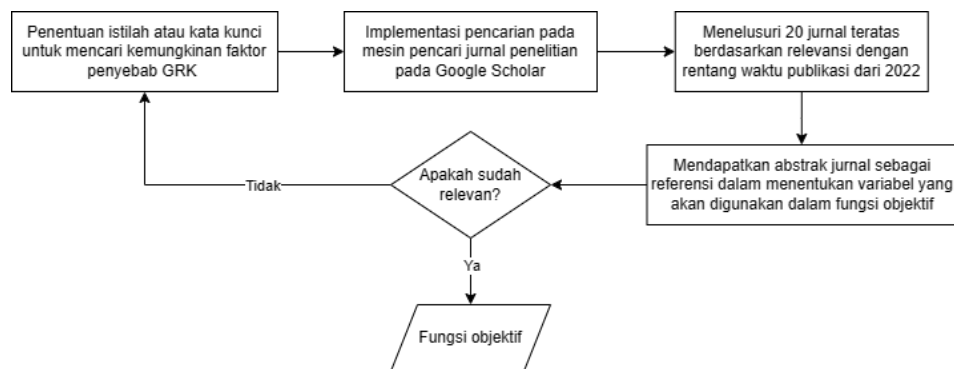 Penentuan istilah atau kata kunci
untuk mencari kemungkinan faktor
penyebab GRK
Implementasi pencarian pada
mesin pencari jurnal penelitian
pada Google Scholar
Menelusuri 20 jurnal teratas
berdasarkan relevansi dengan
rentang waktu publikasi dari 2022
Mendapatkan abstrak jurnal sebagai
referensi dalam menentukan variabel yang
akan digunakan dalam fungsi objektif
Apakah sudah
relevan?
Tidak
Ya
Fungsi objektif